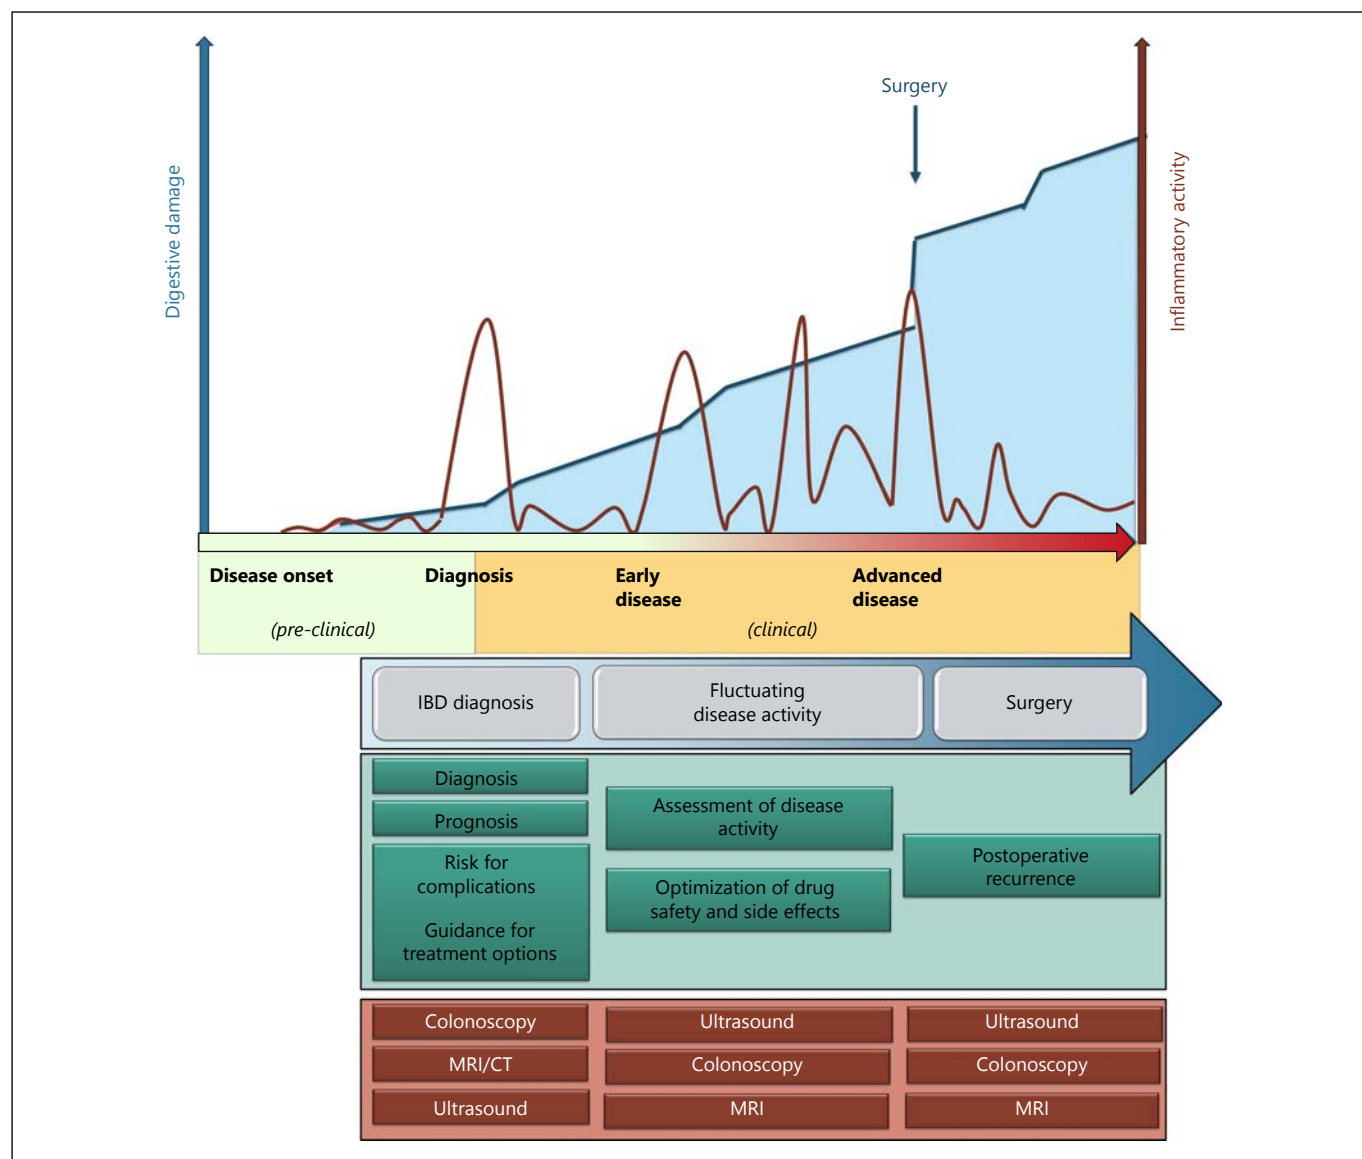 Surgery
Digestive damage
Inflammatory activity
Disease onset
Diagnosis
Early
disease
Advanced
disease
(pre-clinical)
(clinical)
IBD diagnosis
Fluctuating
disease activity
Surgery
Diagnosis
Prognosis
Risk for
complications
Guidance for
treatment options
Assessment of disease
activity
Optimization of drug
safety and side effects
Postoperative
recurrence
Colonoscopy
MRI/CT
Ultrasound
Ultrasound
Colonoscopy
MRI
Ultrasound
Colonoscopy
MRI